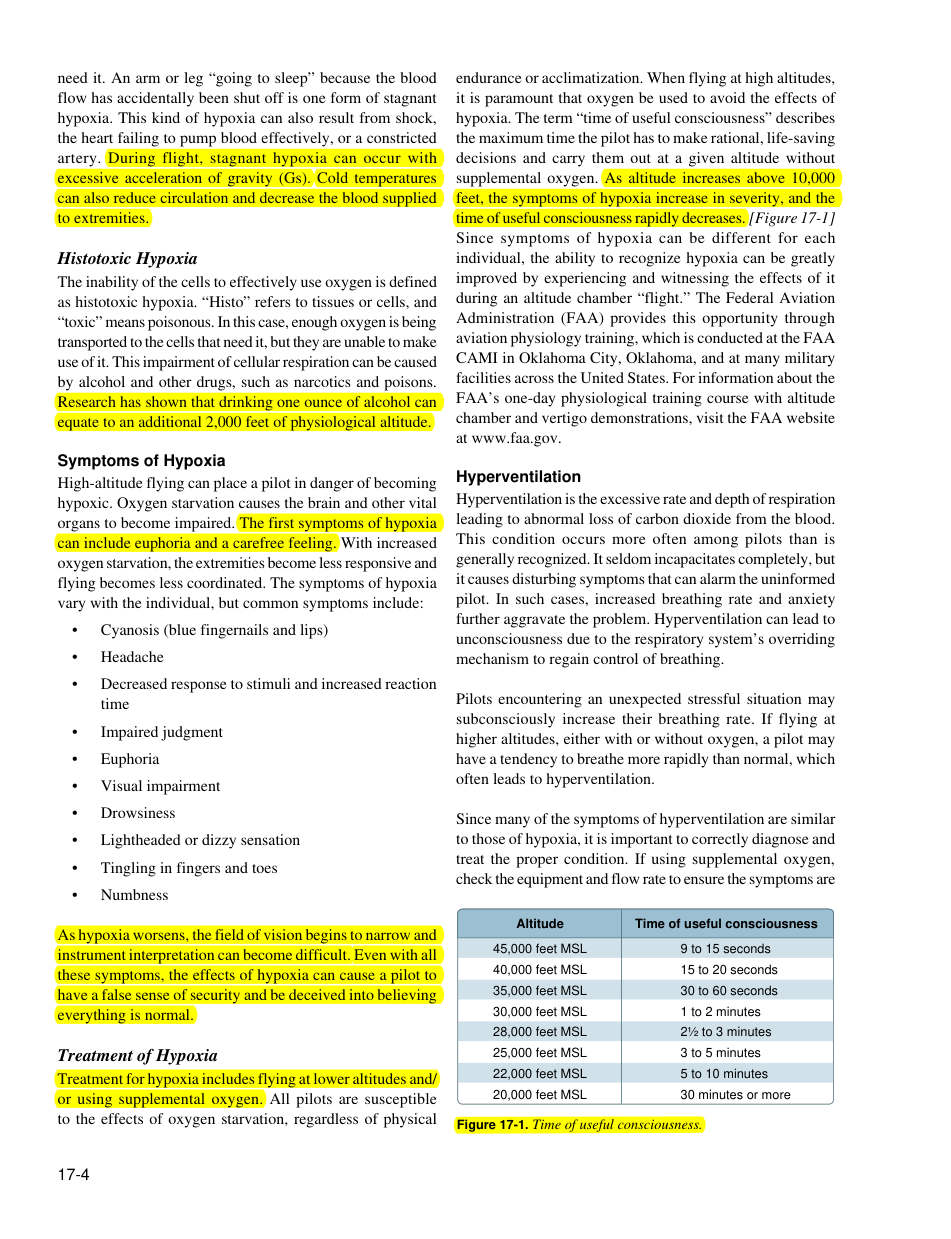 need it. An arm or leg “going to sleep” because the blood
flow has accidentally been shut off is one form of stagnant
hypoxia. This kind of hypoxia can also result from shock,
the heart failing to pump blood effectively, or a constricted
artery. During flight, stagnant hypoxia can occur with
excessive acceleration of gravity (Gs). Cold temperatures
can also reduce circulation and decrease the blood supplied
to extremities.
Histotoxic Hypoxia
The inability of the cells to effectively use oxygen is defined
as histotoxic hypoxia. “Histo” refers to tissues or cells, and
“toxic” means poisonous. In this case, enough oxygen is being
transported to the cells that need it, but they are unable to make
use of it. This impairment of cellular respiration can be caused
by alcohol and other drugs, such as narcotics and poisons.
Research has shown that drinking one ounce of alcohol can
equate to an additional 2,000 feet of physiological altitude.
Symptoms of Hypoxia
High-altitude flying can place a pilot in danger of becoming
hypoxic. Oxygen starvation causes the brain and other vital
organs to become impaired. The first symptoms of hypoxia
can include euphoria and a carefree feeling. With increased
oxygen starvation, the extremities become less responsive and
flying becomes less coordinated. The symptoms of hypoxia
vary with the individual, but common symptoms include:
• Cyanosis (blue fingernails and lips)
• Headache
• Decreased response to stimuli and increased reaction
time
• Impaired judgment
• Euphoria
• Visual impairment
• Drowsiness
• Lightheaded or dizzy sensation
• Tingling in fingers and toes
• Numbness
As hypoxia worsens, the field of vision begins to narrow and
instrument interpretation can become difficult. Even with all
these symptoms, the effects of hypoxia can cause a pilot to
have a false sense of security and be deceived into believing
everything is normal.
Treatment of Hypoxia
Treatment for hypoxia includes flying at lower altitudes and/
or using supplemental oxygen. All pilots are susceptible
to the effects of oxygen starvation, regardless of physical
endurance or acclimatization. When flying at high altitudes,
it is paramount that oxygen be used to avoid the effects of
hypoxia. The term “time of useful consciousness” describes
the maximum time the pilot has to make rational, life-saving
decisions and carry them out at a given altitude without
supplemental oxygen. As altitude increases above 10,000
feet, the symptoms of hypoxia increase in severity, and the
time of useful consciousness rapidly decreases. [Figure 17-1]
Since symptoms of hypoxia can be different for each
individual, the ability to recognize hypoxia can be greatly
improved by experiencing and witnessing the effects of it
during an altitude chamber “flight.” The Federal Aviation
Administration (FAA) provides this opportunity through
aviation physiology training, which is conducted at the FAA
CAMI in Oklahoma City, Oklahoma, and at many military
facilities across the United States. For information about the
FAA’s one-day physiological training course with altitude
chamber and vertigo demonstrations, visit the FAA website
at www.faa.gov.
Hyperventilation
Hyperventilation is the excessive rate and depth of respiration
leading to abnormal loss of carbon dioxide from the blood.
This condition occurs more often among pilots than is
generally recognized. It seldom incapacitates completely, but
it causes disturbing symptoms that can alarm the uninformed
pilot. In such cases, increased breathing rate and anxiety
further aggravate the problem. Hyperventilation can lead to
unconsciousness due to the respiratory system’s overriding
mechanism to regain control of breathing.
Pilots encountering an unexpected stressful situation may
subconsciously increase their breathing rate. If flying at
higher altitudes, either with or without oxygen, a pilot may
have a tendency to breathe more rapidly than normal, which
often leads to hyperventilation.
Since many of the symptoms of hyperventilation are similar
to those of hypoxia, it is important to correctly diagnose and
treat the proper condition. If using supplemental oxygen,
check the equipment and flow rate to ensure the symptoms are
Altitude Time of useful consciousness
45,000 feet MSL 9 to 15 seconds
40,000 feet MSL 15 to 20 seconds
35,000 feet MSL 30 to 60 seconds
30,000 feet MSL 1 to 2 minutes
28,000 feet MSL 2½ to 3 minutes
25,000 feet MSL 3 to 5 minutes
22,000 feet MSL 5 to 10 minutes
20,000 feet MSL 30 minutes or more
Figure 17-1. Time of useful consciousness.
17-4